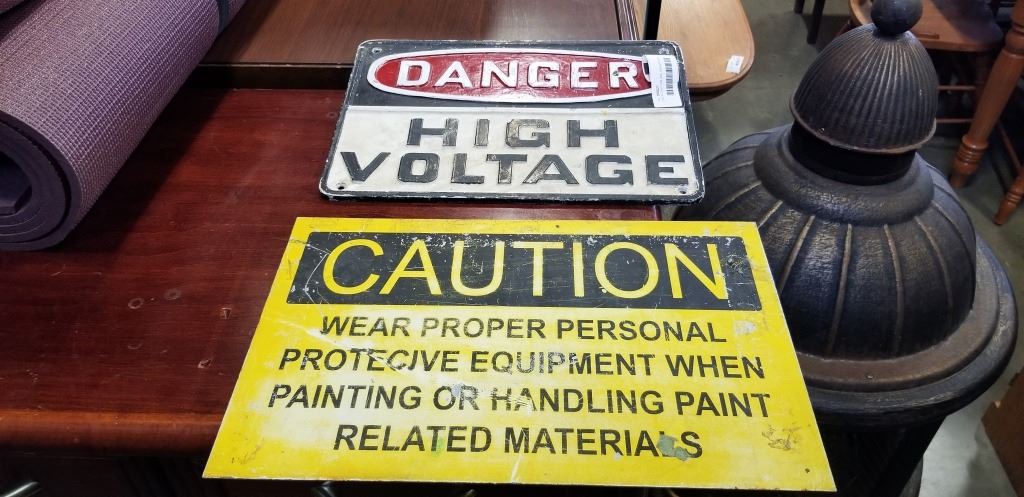 DANGER
HIGH
VOLTAGE
CAUTION
WEAR PROPER PERSONAL
PROTECIVE EQUIPMENT WHEN
PAINTING OR HANDLING PAINT
RELATED MATERIALS